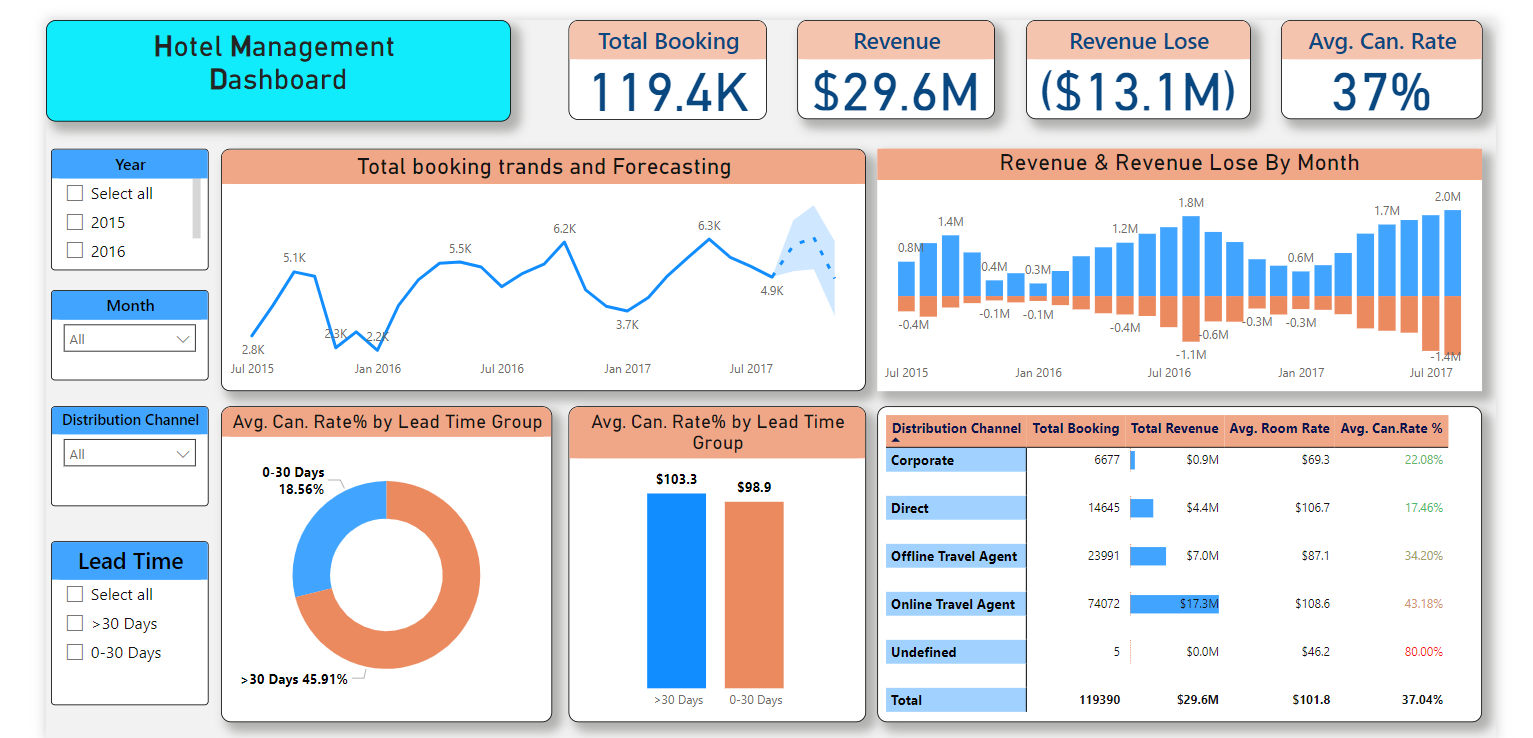 Hotel Management
Dashboard
Total Booking
119.4K
Revenue
$29.6M
Revenue Lose
($13.1M)
Avg. Can. Rate
37%
Year
Select all
2015
2016
Month
All
Distribution Channel
All
Lead Time
Select all
>30 Days
0-30 Days
Total booking trands and Forecasting
2.8K
5.1K
2.3K
2.2K
5.5K
6.2K
3.7K
6.3K
4.9K
Jul 2015
Jan 2016
Jul 2016
Jan 2017
Jul 2017
Revenue & Revenue Lose By Month
0.8M
1.4M
0.4M
0.3M
1.2M
1.8M
0.6M
1.7M
2.0M
-0.4M
-0.1M
-0.1M
-0.4M
-1.1M
-0.6M
-0.3M
-0.3M
-1.4M
Jul 2015
Jan 2016
Jul 2016
Jan 2017
Jul 2017
Avg. Can. Rate% by Lead Time Group
0-30 Days
18.56%
>30 Days 45.91%
Avg. Can. Rate% by Lead Time
Group
$103.3
$98.9
>30 Days
0-30 Days
Distribution Channel Total Booking Total Revenue Avg. Room Rate Avg. Can.Rate %
Corporate 6677 $0.9M $69.3 22.08%
Direct 14645 $4.4M $106.7 17.46%
Offline Travel Agent 23991 $7.0M $87.1 34.20%
Online Travel Agent 74072 $17.3M $108.6 43.18%
Undefined 5 $0.0M $46.2 80.00%
Total 119390 $29.6M $101.8 37.04%